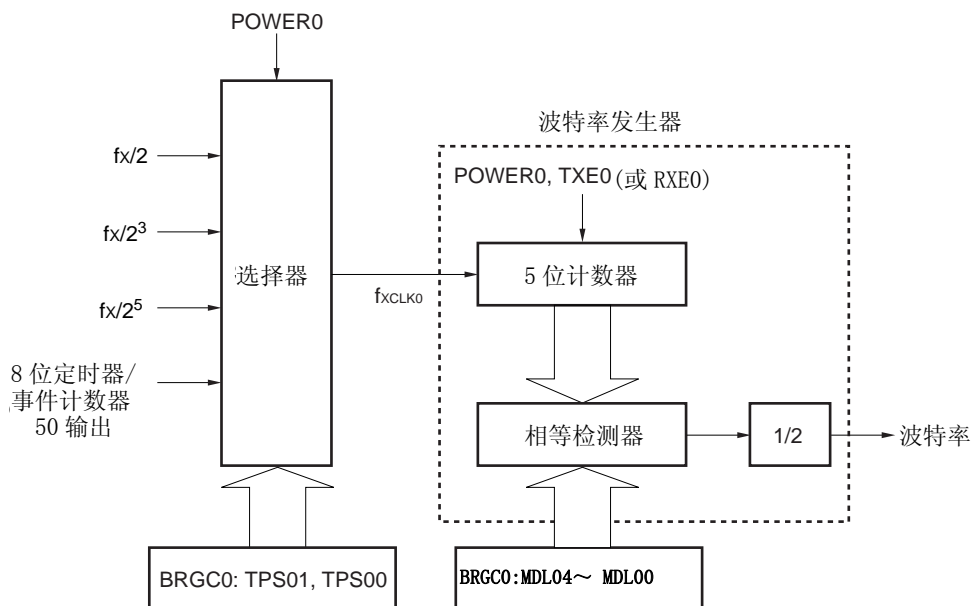 POWER0
波特率发生器
fx/2
POWER0, TXE0 (或 RXE0)
fx/2³
选择器
5 位计数器
fXCLK0
fx/2⁵
8 位定时器/
事件计数器
50 输出
相等检测器
1/2
波特率
BRGC0: TPS01, TPS00
BRGC0:MDL04～ MDL00